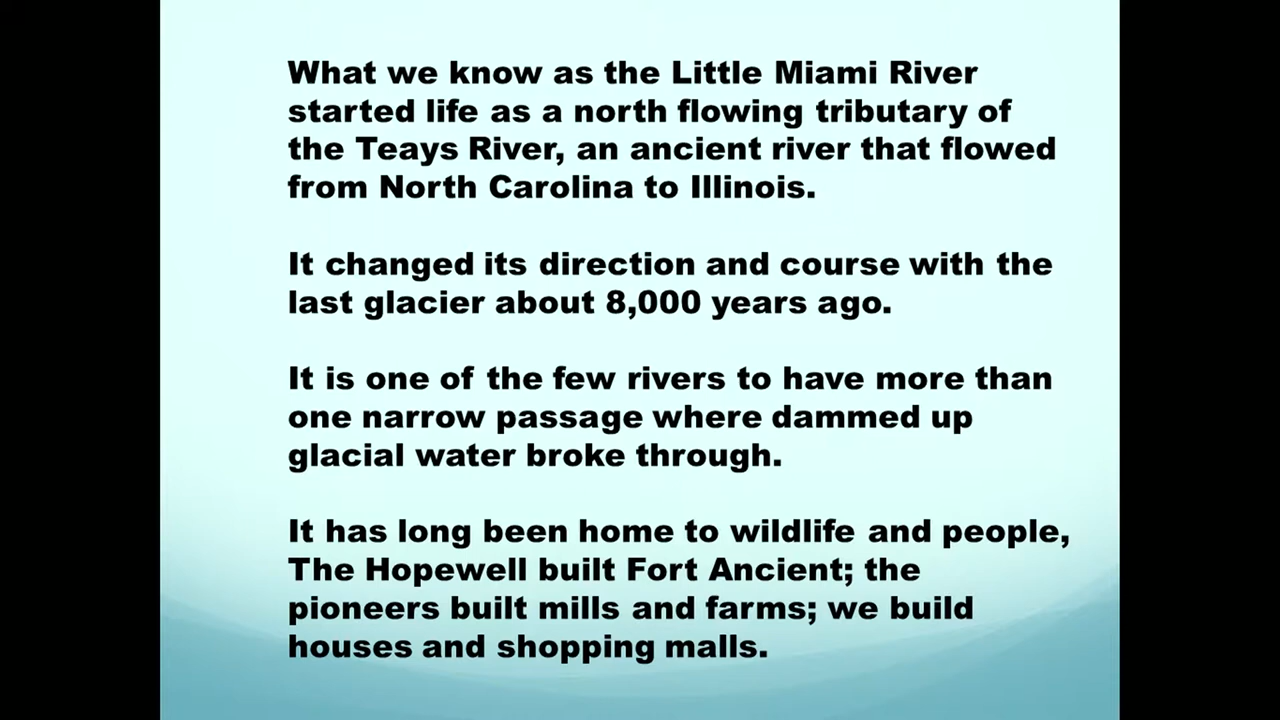 What we know as the Little Miami River
started life as a north flowing tributary of
the Teays River, an ancient river that flowed
from North Carolina to Illinois.
It changed its direction and course with the
last glacier about 8,000 years ago.
It is one of the few rivers to have more than
one narrow passage where dammed up
glacial water broke through.
It has long been home to wildlife and people,
The Hopewell built Fort Ancient; the
pioneers built mills and farms; we build
houses and shopping malls.